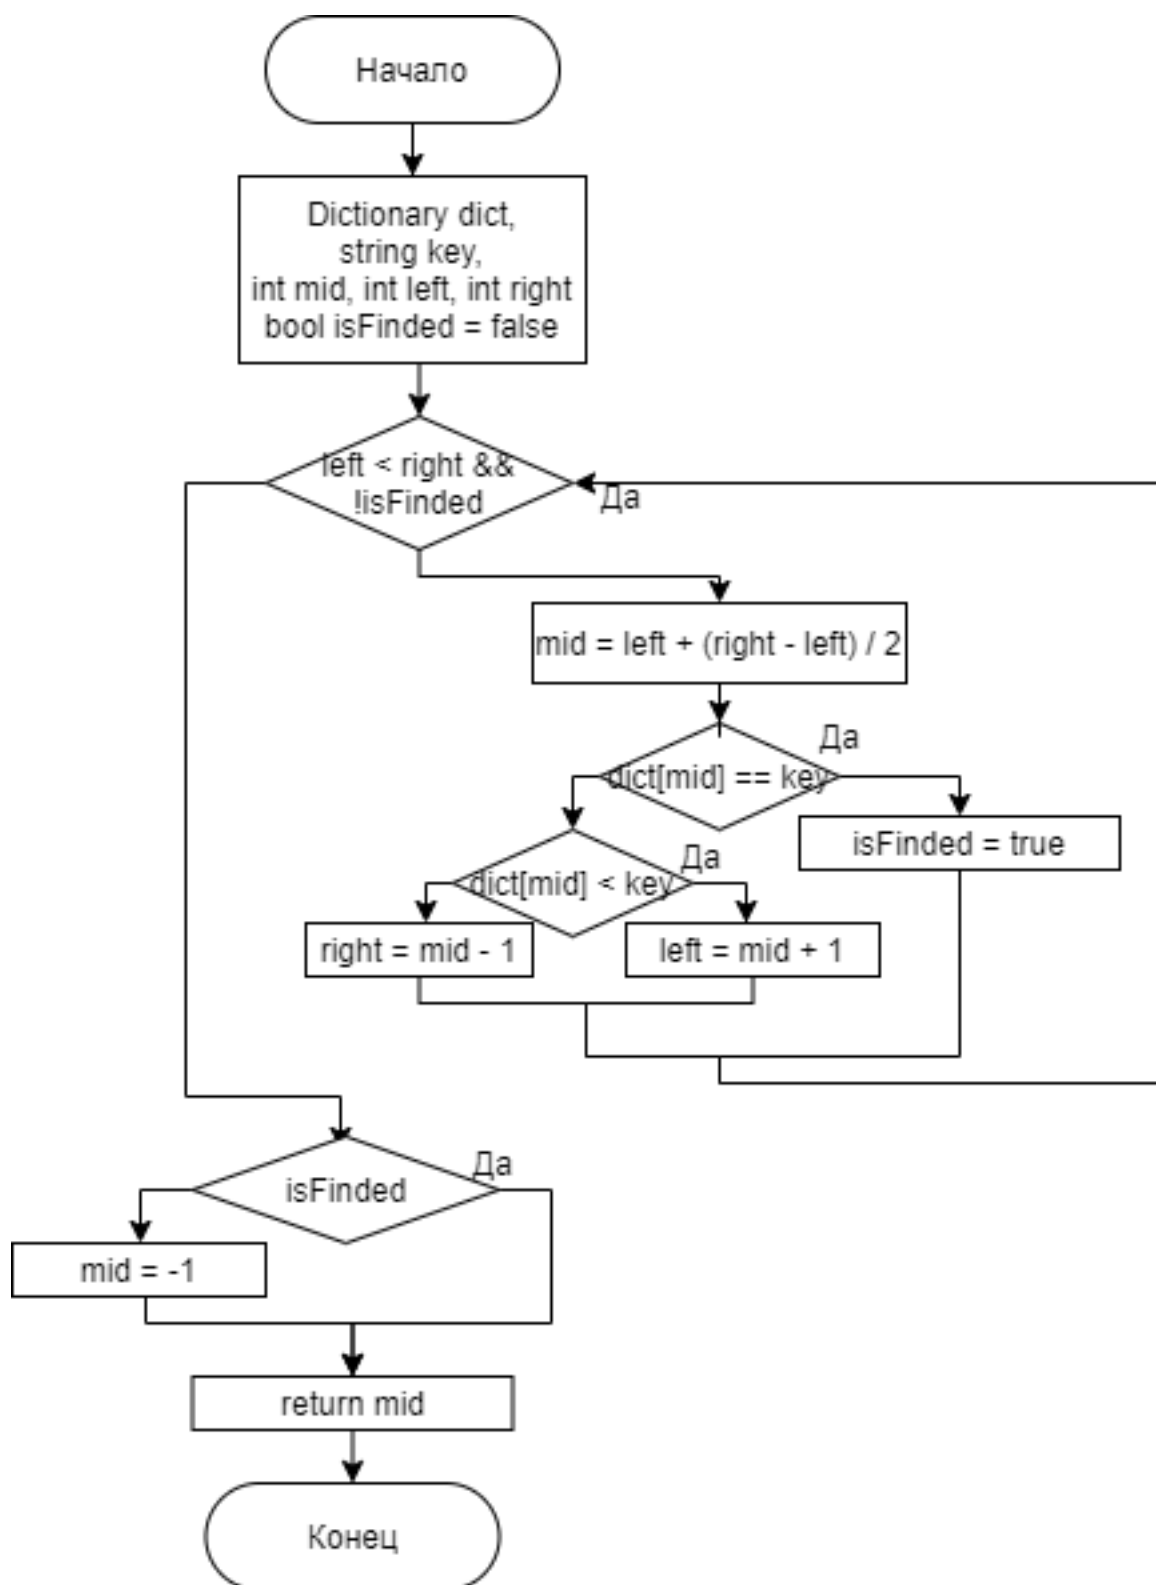 Начало
Dictionary dict,
string key,
int mid, int left, int right
bool isFinded = false
left < right &&
!isFinded
Да
mid = left + (right - left) / 2
Да
dict[mid] == key
isFinded = true
Да
dict[mid] < key
right = mid - 1
left = mid + 1
Да
isFinded
mid = -1
return mid
Конец